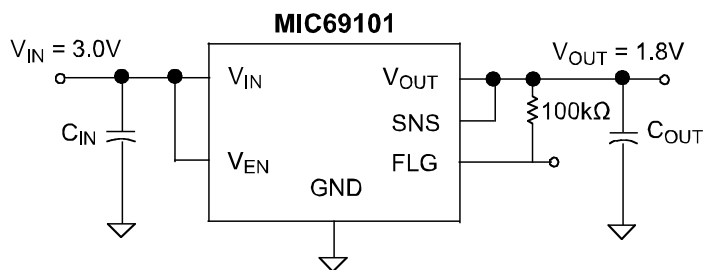 MIC69101
V_IN = 3.0V
V_OUT = 1.8V
V_IN
V_OUT
SNS
100kΩ
C_IN
C_OUT
V_EN
FLG
GND